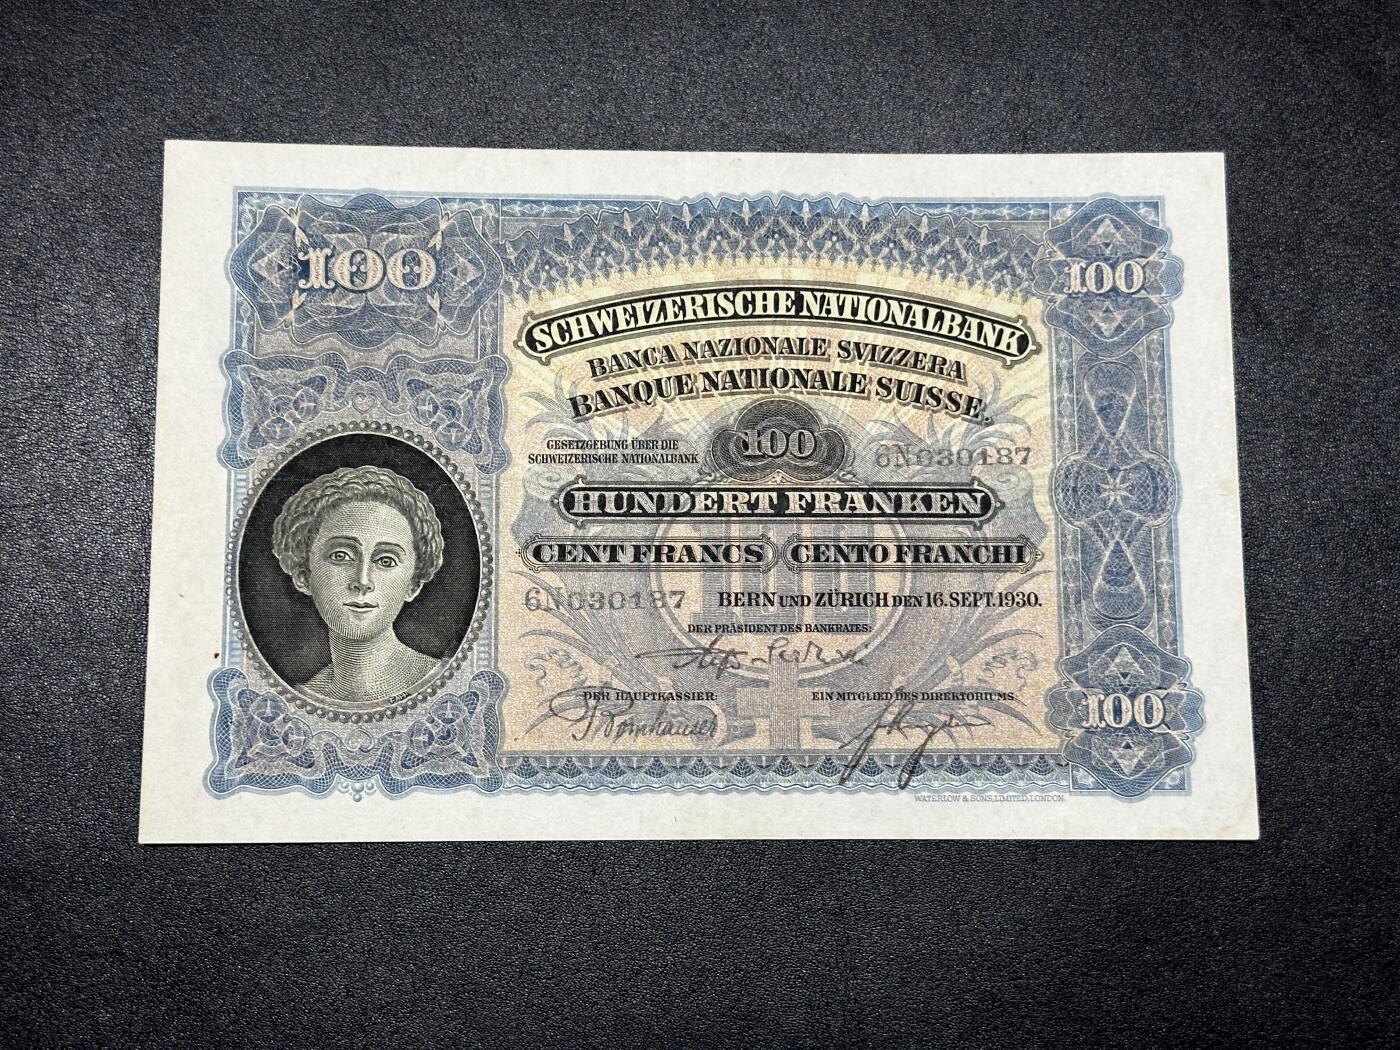 100
100
SCHWEIZERISCHE NATIONALBANK
BANCA NAZIONALE SVIZZERA
BANQUE NATIONALE SUISSE.
GESETZGEBUNG ÜBER DIE
SCHWEIZERISCHE NATIONALBANK
100
6N030187
HUNDERT FRANKEN
CENT FRANCS
CENTO FRANCHI
6N030187
BERN UND ZÜRICH DEN 16. SEPT. 1930.
DER PRÄSIDENT DES BANKRATES:
DER HAUPTKASSIER:
EIN MITGLIED DES DIREKTORIUMS.
Bornhauser
100
WATERLOW & SONS, LIMITED, LONDON.